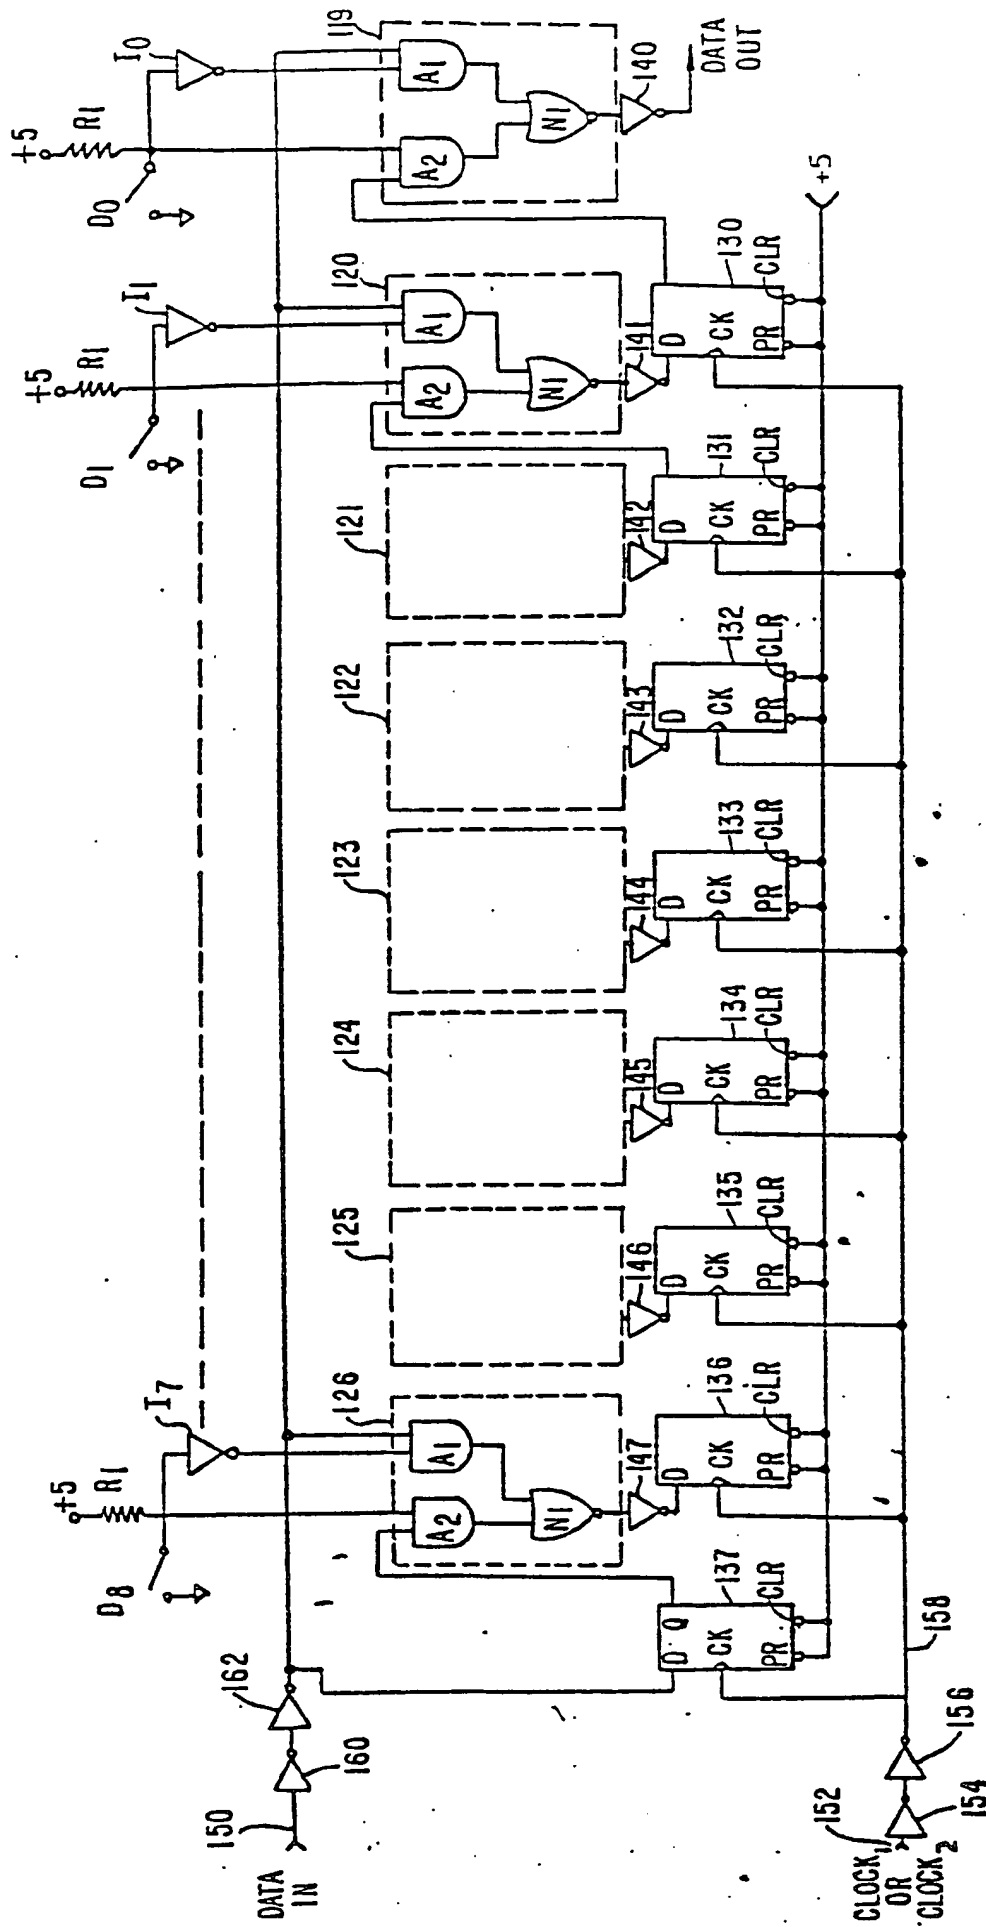 +5
R1
D8
I7
+5
R1
D1
I1
+5
R1
D0
I0
150
DATA
IN
160
162
126
A2
A1
N1
125
124
123
122
121
120
A2
A1
N1
119
A2
A1
N1
147
146
145
144
143
142
141
140
DATA
OUT
137
D Q
CK
PR
CLR
136
D
CK
PR
CLR
135
D
CK
PR
CLR
134
D
CK
PR
CLR
133
D
CK
PR
CLR
132
D
CK
PR
CLR
131
D
CK
PR
CLR
130
D
CK
PR
CLR
+5
152
CLOCK1
OR
CLOCK2
154
156
158